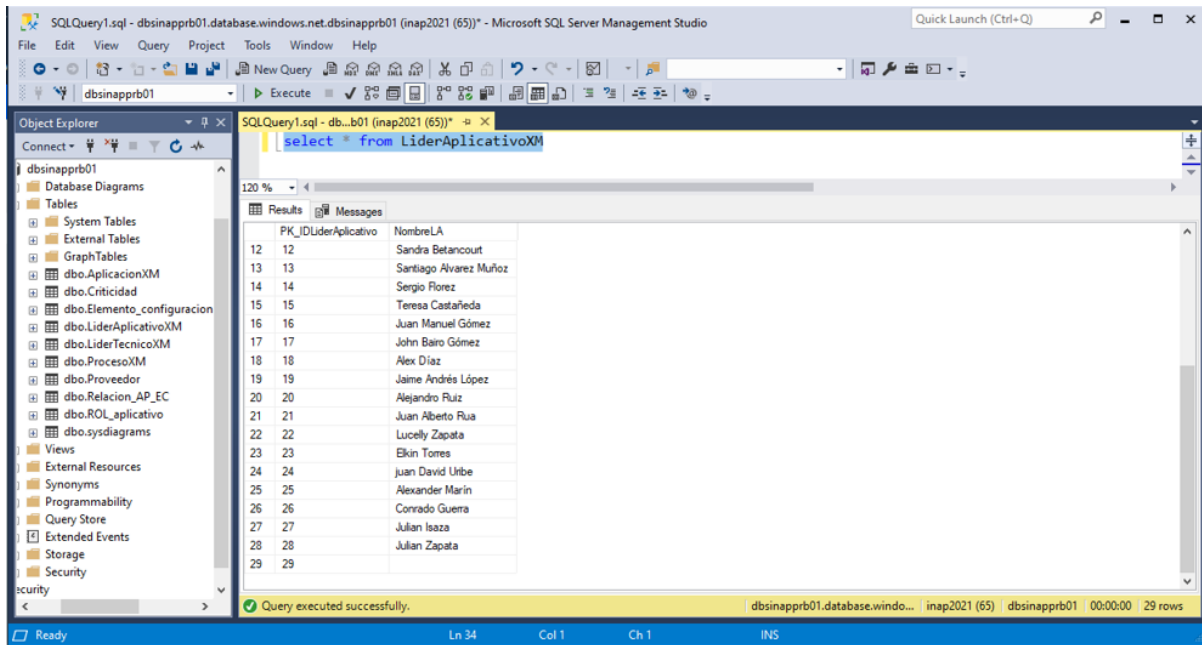 SQLQuery1.sql - dbsinapprb01.database.windows.net.dbsinapprb01 (inap2021 (65))* - Microsoft SQL Server Management Studio
Quick Launch (Ctrl+Q)
File Edit View Query Project Tools Window Help
New Query
dbsinapprb01 Execute
Object Explorer
Connect
dbsinapprb01
Database Diagrams
Tables
System Tables
External Tables
GraphTables
dbo.AplicacionXM
dbo.Criticidad
dbo.Elemento_configuracion
dbo.LiderAplicativoXM
dbo.LiderTecnicoXM
dbo.ProcesoXM
dbo.Proveedor
dbo.Relacion_AP_EC
dbo.ROL_aplicativo
dbo.sysdiagrams
Views
External Resources
Synonyms
Programmability
Query Store
Extended Events
Storage
Security
ecurity
SQLQuery1.sql - db...b01 (inap2021 (65))*
select * from LiderAplicativoXM
120 %
Results Messages
PK_IDLiderAplicativo NombreLA
12 12 Sandra Betancourt
13 13 Santiago Alvarez Muñoz
14 14 Sergio Florez
15 15 Teresa Castañeda
16 16 Juan Manuel Gómez
17 17 John Bairo Gómez
18 18 Alex Díaz
19 19 Jaime Andrés López
20 20 Alejandro Ruiz
21 21 Juan Alberto Rua
22 22 Lucelly Zapata
23 23 Elkin Torres
24 24 juan David Uribe
25 25 Alexander Marín
26 26 Conrado Guerra
27 27 Julian Isaza
28 28 Julian Zapata
29 29
Query executed successfully. dbsinapprb01.database.windo... inap2021 (65) dbsinapprb01 00:00:00 29 rows
Ready Ln 34 Col 1 Ch 1 INS